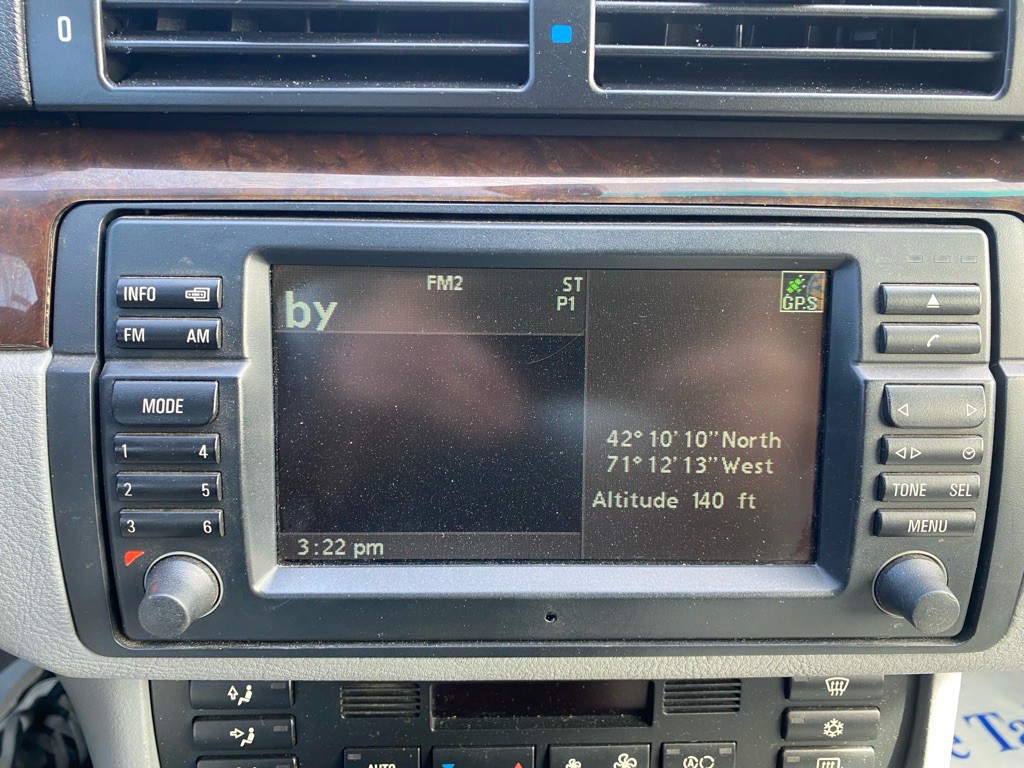 0
FM2 ST
by P1
GPS
INFO
FM AM
MODE
1 4
2 5
3 6
42° 10' 10" North
71° 12' 13" West
Altitude 140 ft
3:22 pm
TONE SEL
MENU
AUTO